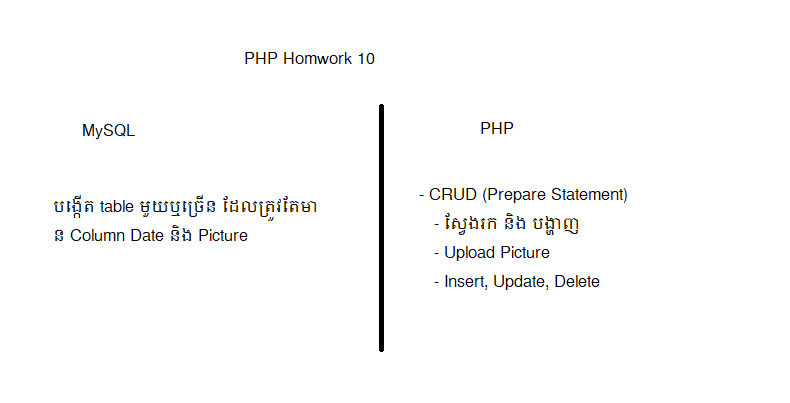 PHP Homwork 10
MySQL
បង្កើត table មួយឬច្រើន ដែលត្រូវតែមា
ន Column Date និង Picture
PHP
- CRUD (Prepare Statement)
- ស្វែងរក និង បង្ហាញ
- Upload Picture
- Insert, Update, Delete